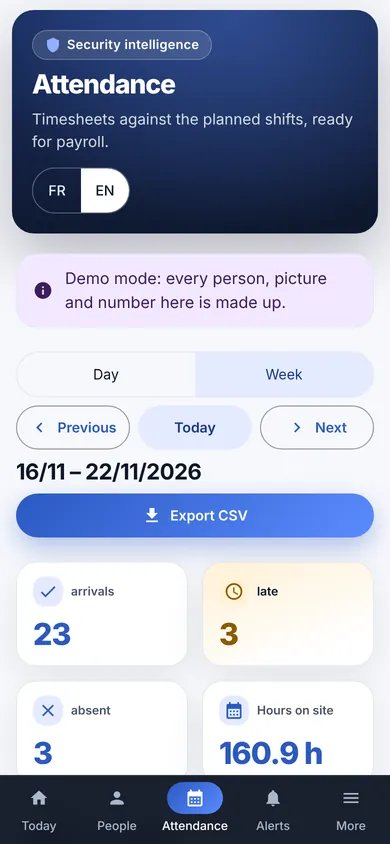 Security intelligence
Attendance
Timesheets against the planned shifts, ready
for payroll.
FR EN
Demo mode: every person, picture
and number here is made up.
Day Week
Previous Today Next
16/11 – 22/11/2026
Export CSV
arrivals
23
late
3
absent
3
Hours on site
160.9 h
Today People Attendance Alerts More